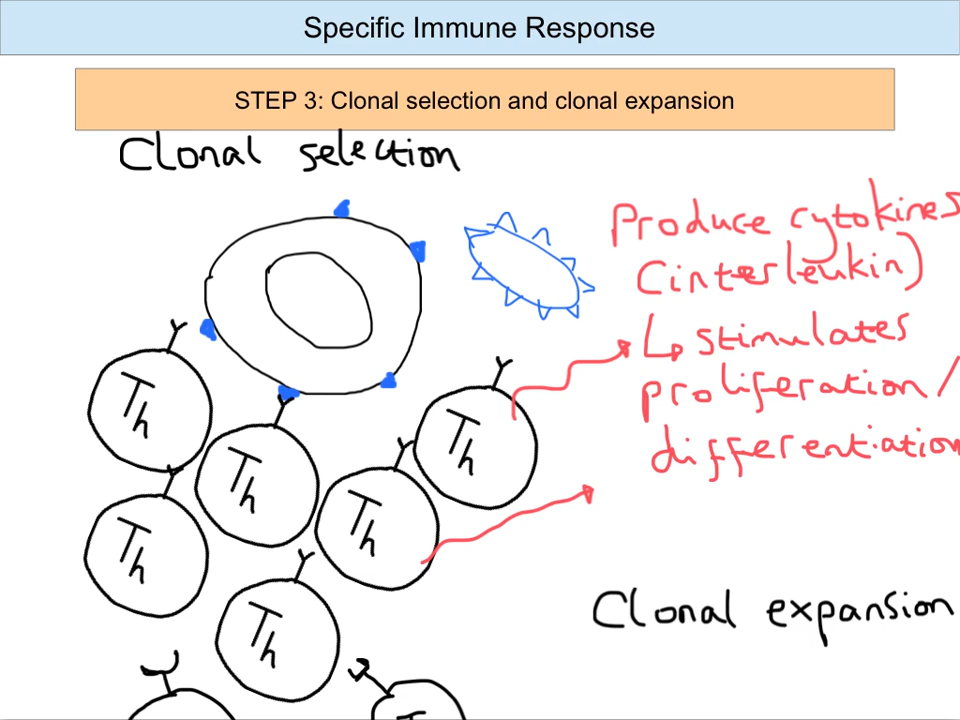 Specific Immune Response
STEP 3: Clonal selection and clonal expansion
Clonal selection
Produce cytokines
(interleukin)
↳ stimulates
proliferation/
differentiation
Th
Th
Th
Th
Th
Th
Clonal expansion